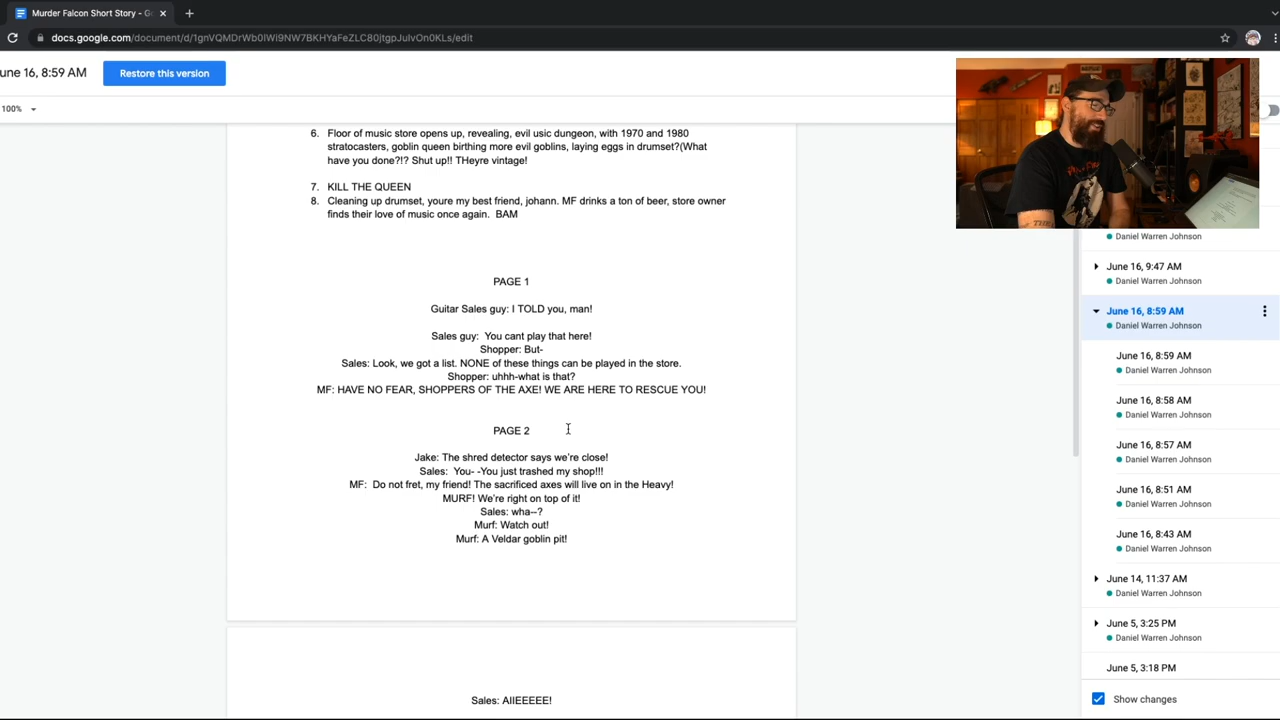 Murder Falcon Short Story - Go
docs.google.com/document/d/1gnVQMDrWb0IWi9NW7BKHYaFeZLC80jtgpJulvOn0KLs/edit
une 16, 8:59 AM
Restore this version
100%
6. Floor of music store opens up, revealing, evil usic dungeon, with 1970 and 1980
stratocasters, goblin queen birthing more evil goblins, laying eggs in drumset?(What
have you done?!? Shut up!! THeyre vintage!
7. KILL THE QUEEN
8. Cleaning up drumset, youre my best friend, johann. MF drinks a ton of beer, store owner
finds their love of music once again. BAM
PAGE 1
Guitar Sales guy: I TOLD you, man!
Sales guy: You cant play that here!
Shopper: But-
Sales: Look, we got a list. NONE of these things can be played in the store.
Shopper: uhhh-what is that?
MF: HAVE NO FEAR, SHOPPERS OF THE AXE! WE ARE HERE TO RESCUE YOU!
PAGE 2
Jake: The shred detector says we're close!
Sales: You- -You just trashed my shop!!!
MF: Do not fret, my friend! The sacrificed axes will live on in the Heavy!
MURF! We're right on top of it!
Sales: wha--?
Murf: Watch out!
Murf: A Veldar goblin pit!
Sales: AIIEEEEE!
Daniel Warren Johnson
June 16, 9:47 AM
Daniel Warren Johnson
June 16, 8:59 AM
Daniel Warren Johnson
June 16, 8:59 AM
Daniel Warren Johnson
June 16, 8:58 AM
Daniel Warren Johnson
June 16, 8:57 AM
Daniel Warren Johnson
June 16, 8:51 AM
Daniel Warren Johnson
June 16, 8:43 AM
Daniel Warren Johnson
June 14, 11:37 AM
Daniel Warren Johnson
June 5, 3:25 PM
Daniel Warren Johnson
June 5, 3:18 PM
Show changes